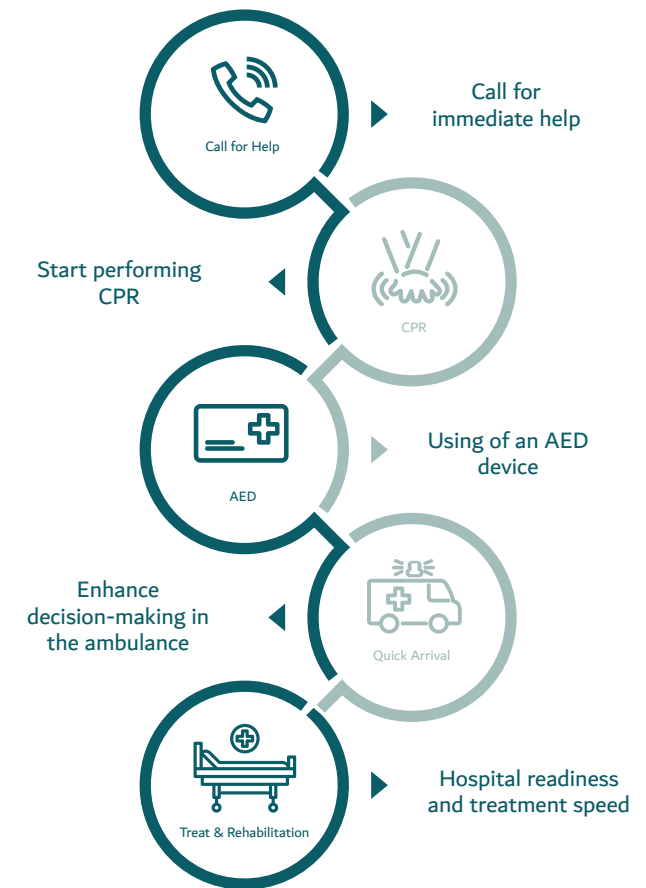 Call for Help
Call for
immediate help
Start performing
CPR
CPR
AED
Using of an AED
device
Enhance
decision-making in
the ambulance
Quick Arrival
Treat & Rehabilitation
Hospital readiness
and treatment speed